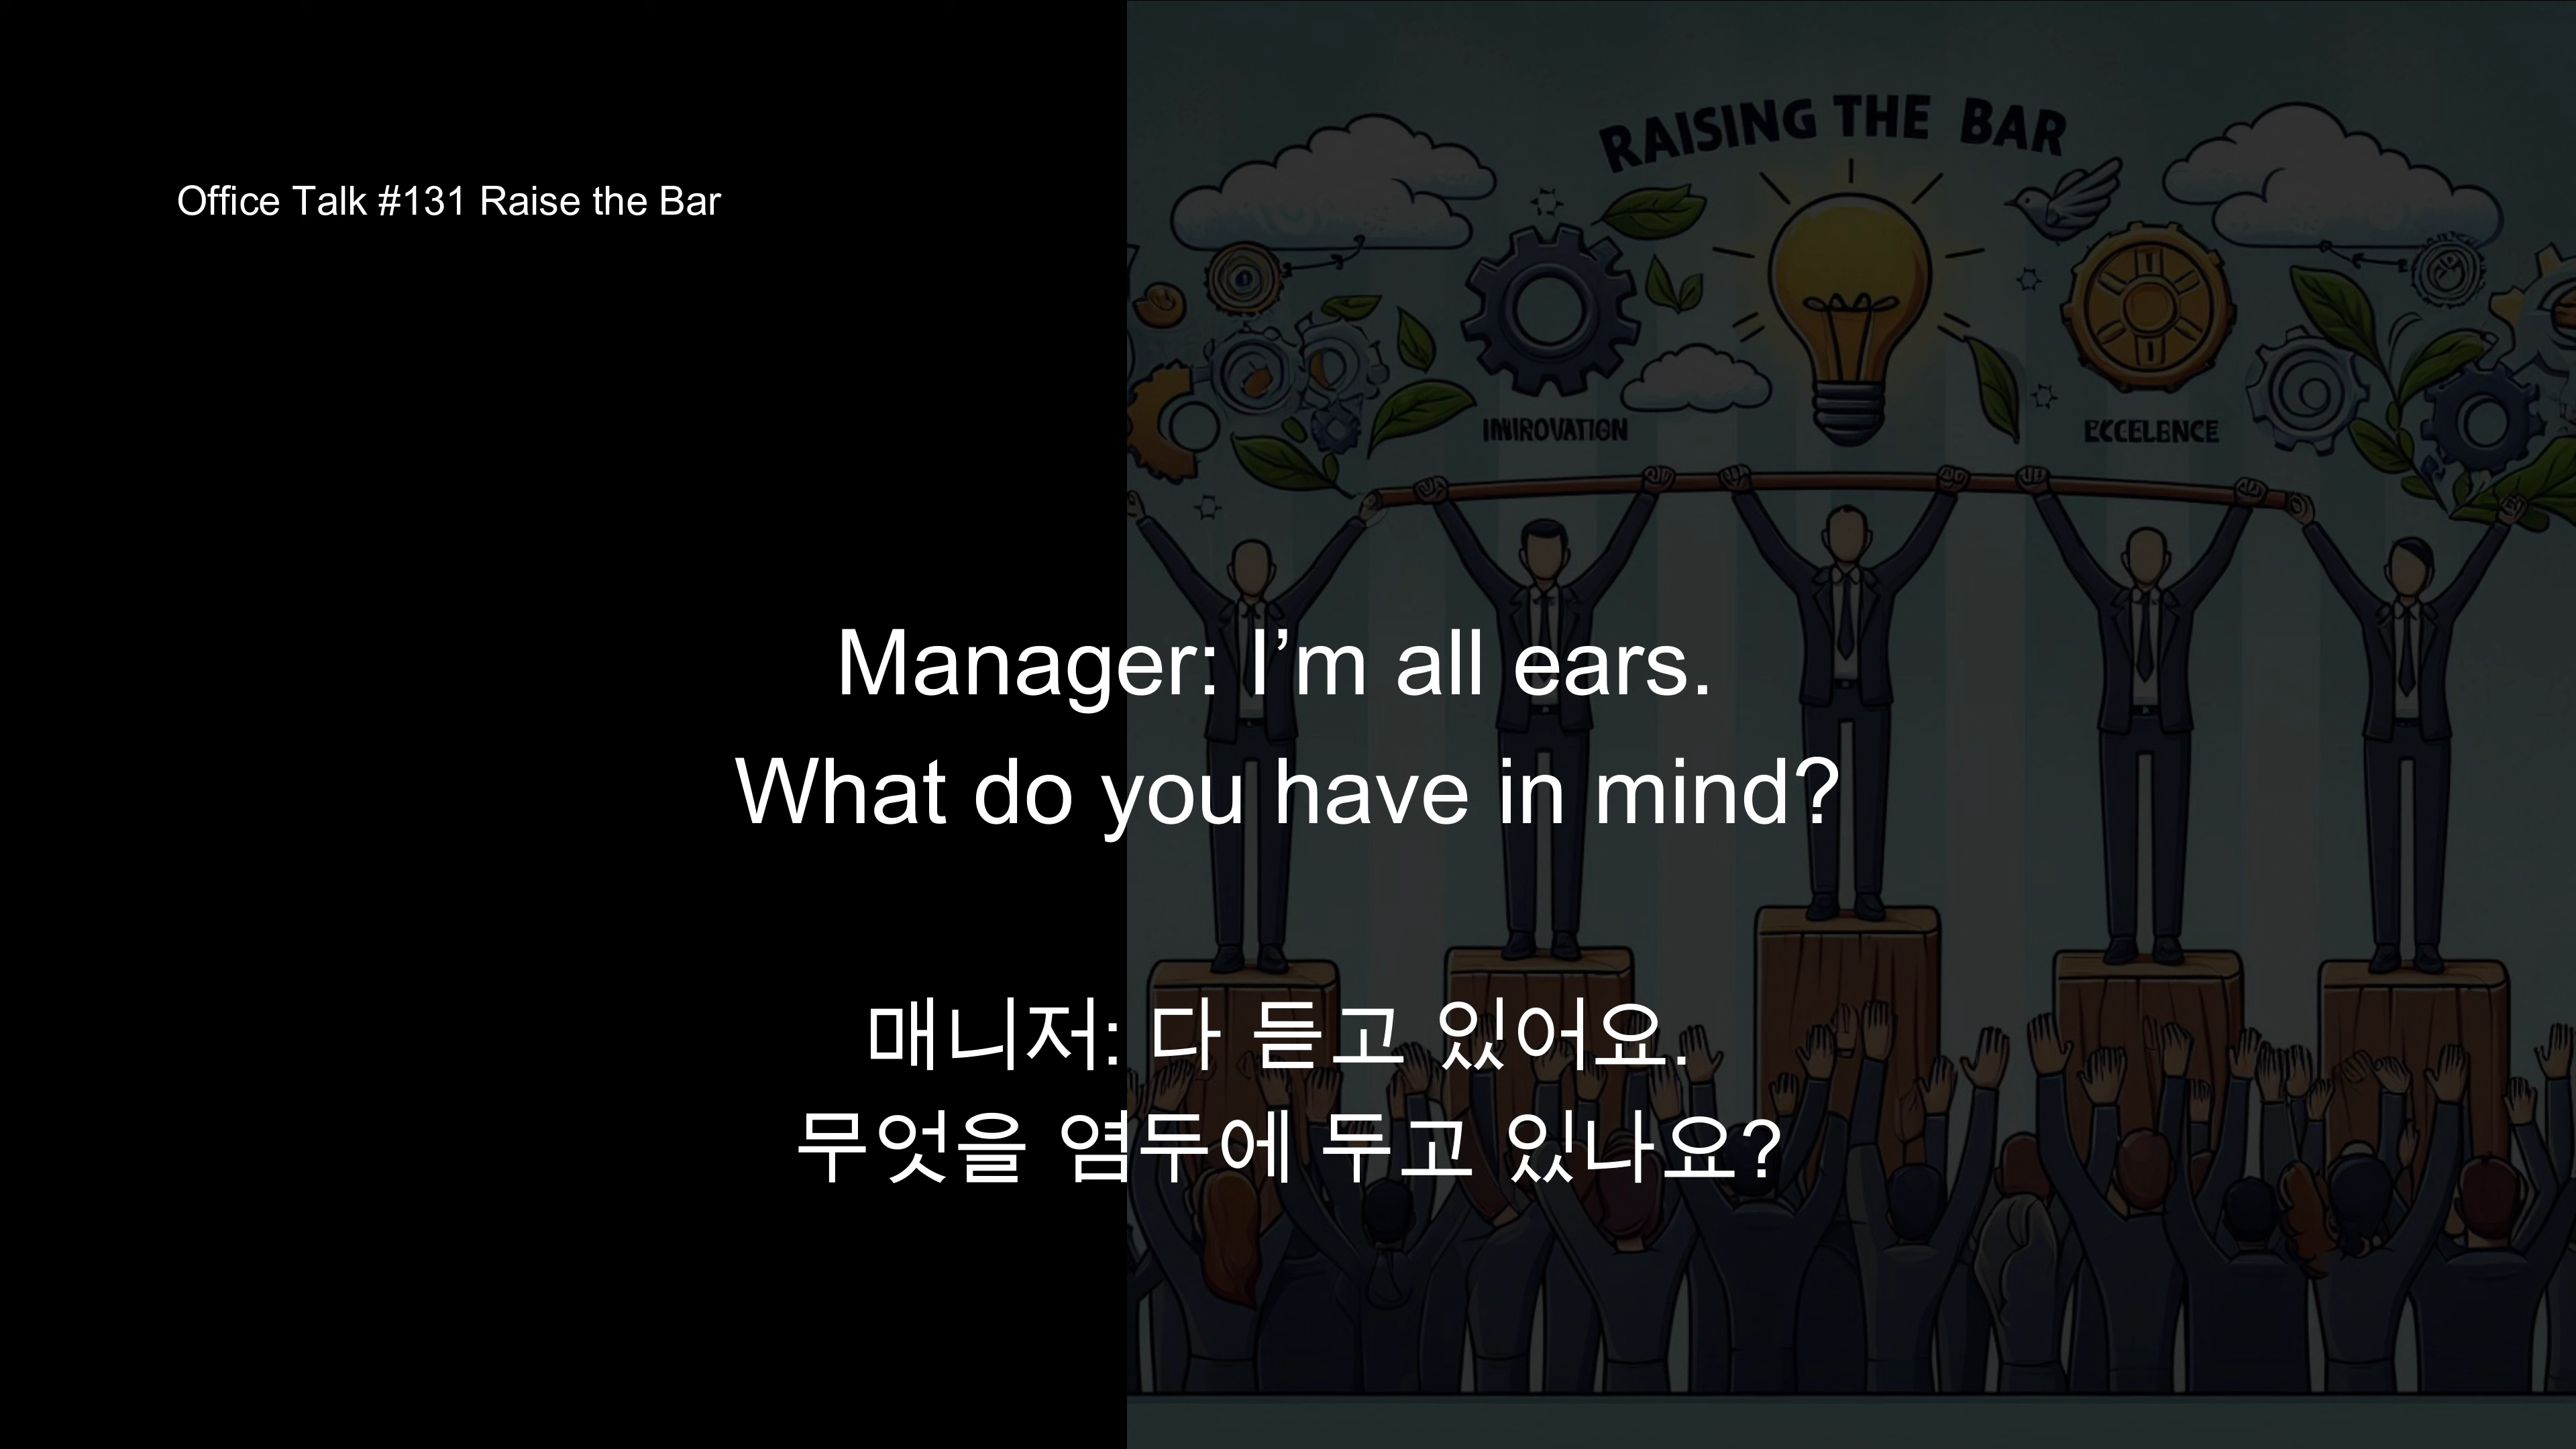 Office Talk #131 Raise the Bar
RAISING THE BAR
INIROVATION
ECCELENCE
Manager: I’m all ears.
What do you have in mind?
매니저: 다 듣고 있어요.
무엇을 염두에 두고 있나요?